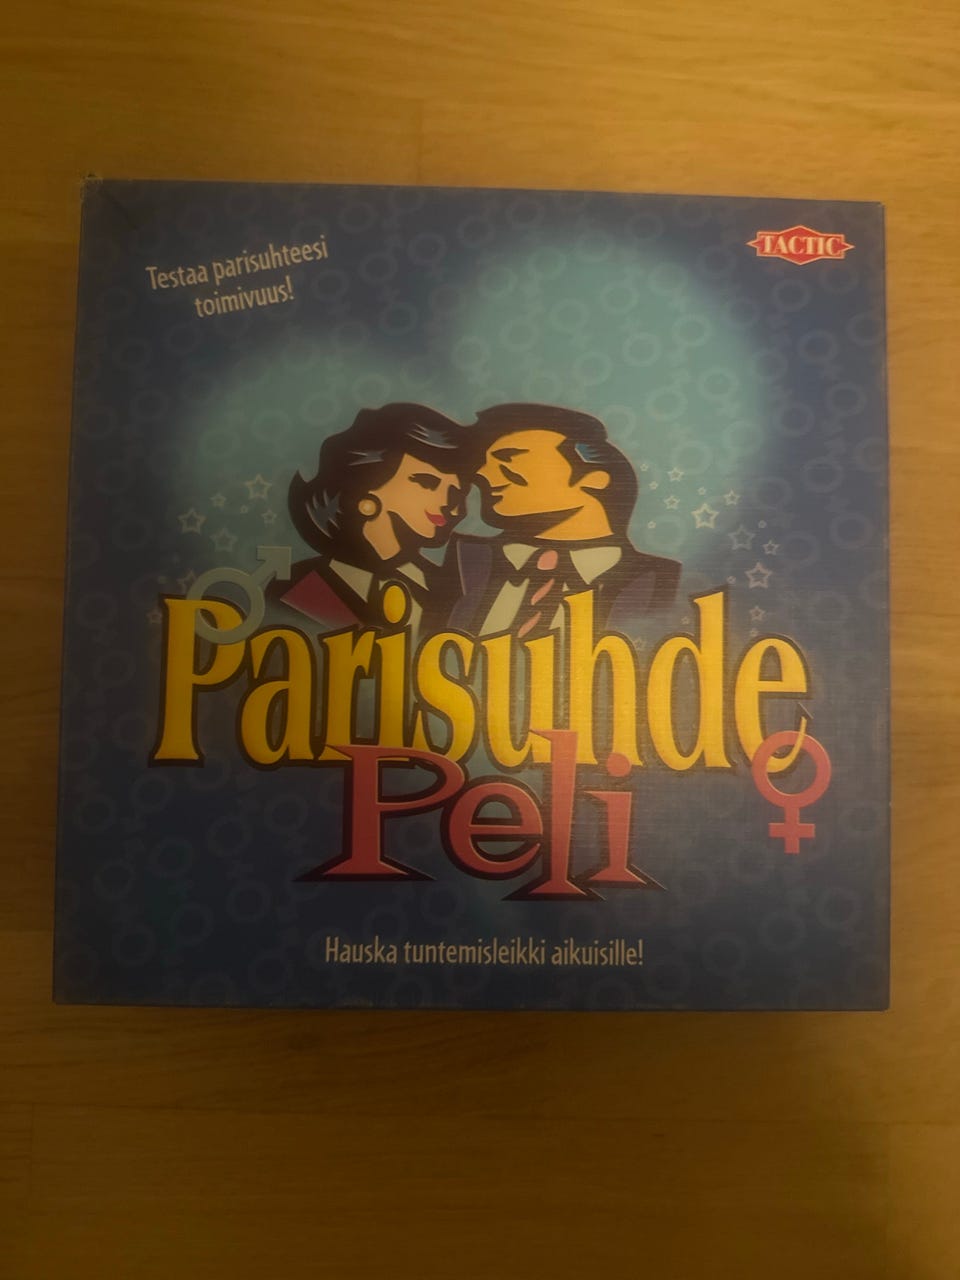 Testaa parisuhteesi
toimivuus!
TACTIC
Parisuhde
Peli
Hauska tuntemisleikki aikuisille!